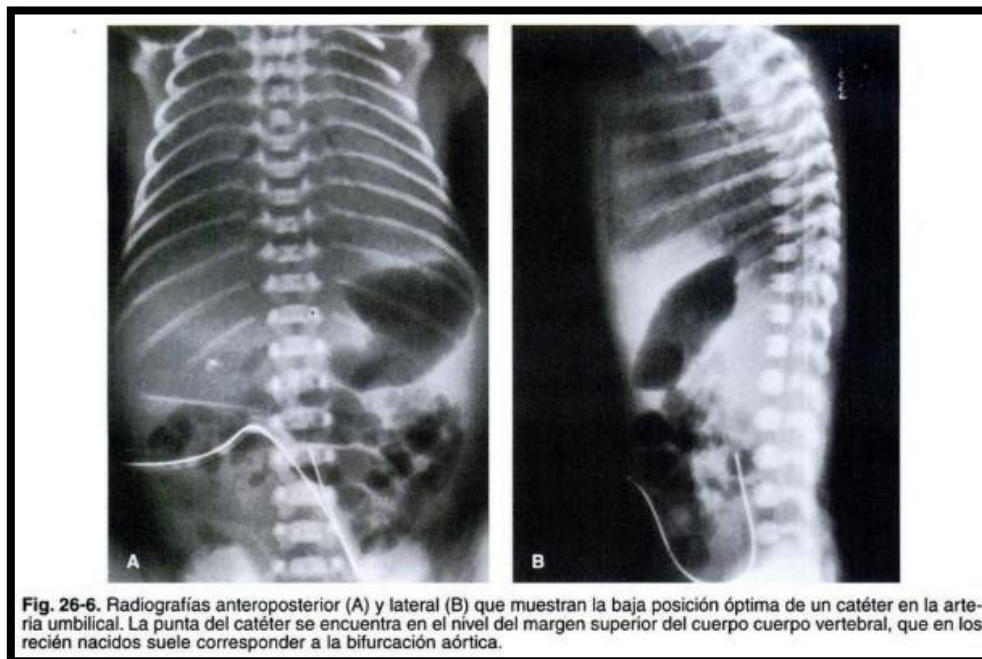 A
B
Fig. 26-6. Radiografías anteroposterior (A) y lateral (B) que muestran la baja posición óptima de un catéter en la arte-
ria umbilical. La punta del catéter se encuentra en el nivel del margen superior del cuerpo cuerpo vertebral, que en los
recién nacidos suele corresponder a la bifurcación aórtica.